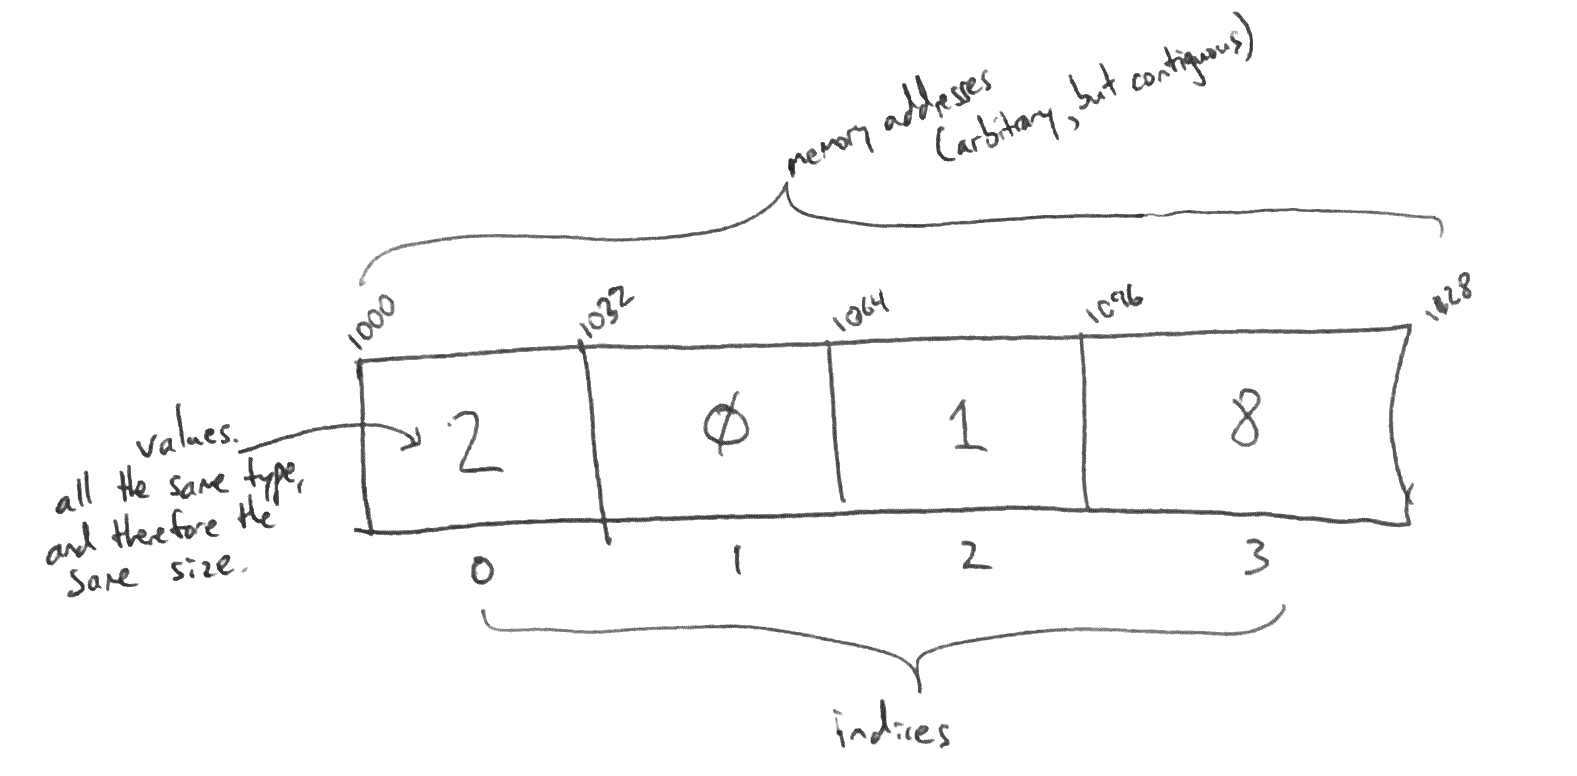 memory addresses
(arbitrary, but contiguous)
1000 1032 1064 1096 1128
values.
all the same type,
and therefore the
same size.
2 0 1 8
0 1 2 3
indices